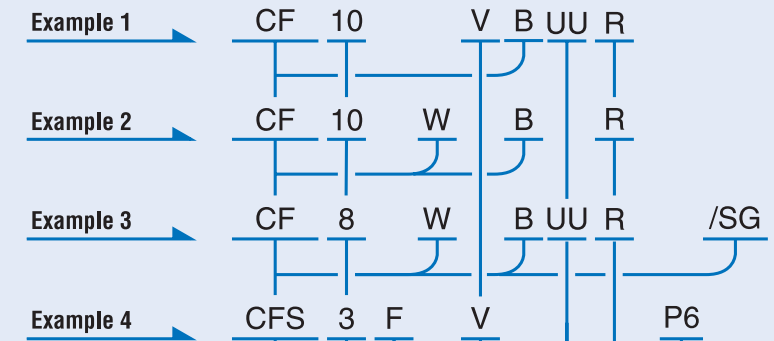 Example 1 CF 10 V B UU R
Example 2 CF 10 W B R
Example 3 CF 8 W B UU R /SG
Example 4 CFS 3 F V P6